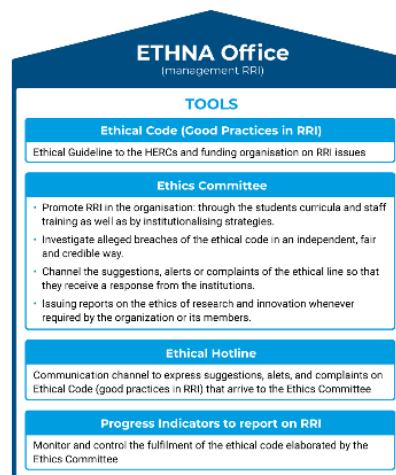 ETHNA Office
(management RRI)
TOOLS
Ethical Code (Good Practices in RRI)
Ethical Guideline to the HERCs and funding organisation on RRI issues
Ethics Committee
• Promote RRI in the organisation: through the students curricula and staff
training as well as by institutionalising strategies.
• Investigate alleged breaches of the ethical code in an independent, fair
and credible way.
• Channel the suggestions, alerts or complaints of the ethical line so that
they receive a response from the institutions.
• Issuing reports on the ethics of research and innovation whenever
required by the organization or its members.
Ethical Hotline
Communication channel to express suggestions, alets, and complaints on
Ethical Code (good practices in RRI) that arrive to the Ethics Committee
Progress Indicators to report on RRI
Monitor and control the fulfilment of the ethical code elaborated by the
Ethics Committee